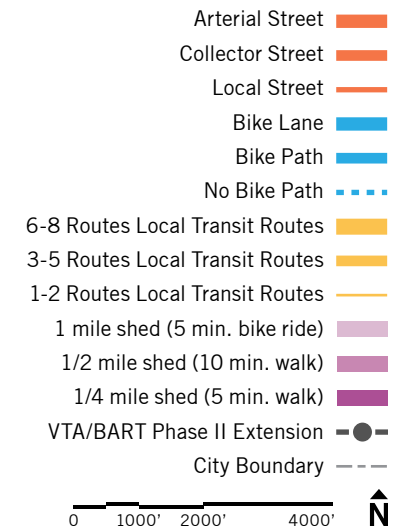 Arterial Street
Collector Street
Local Street
Bike Lane
Bike Path
No Bike Path
6-8 Routes Local Transit Routes
3-5 Routes Local Transit Routes
1-2 Routes Local Transit Routes
1 mile shed (5 min. bike ride)
1/2 mile shed (10 min. walk)
1/4 mile shed (5 min. walk)
VTA/BART Phase II Extension
City Boundary
0 1000’ 2000’ 4000’ N